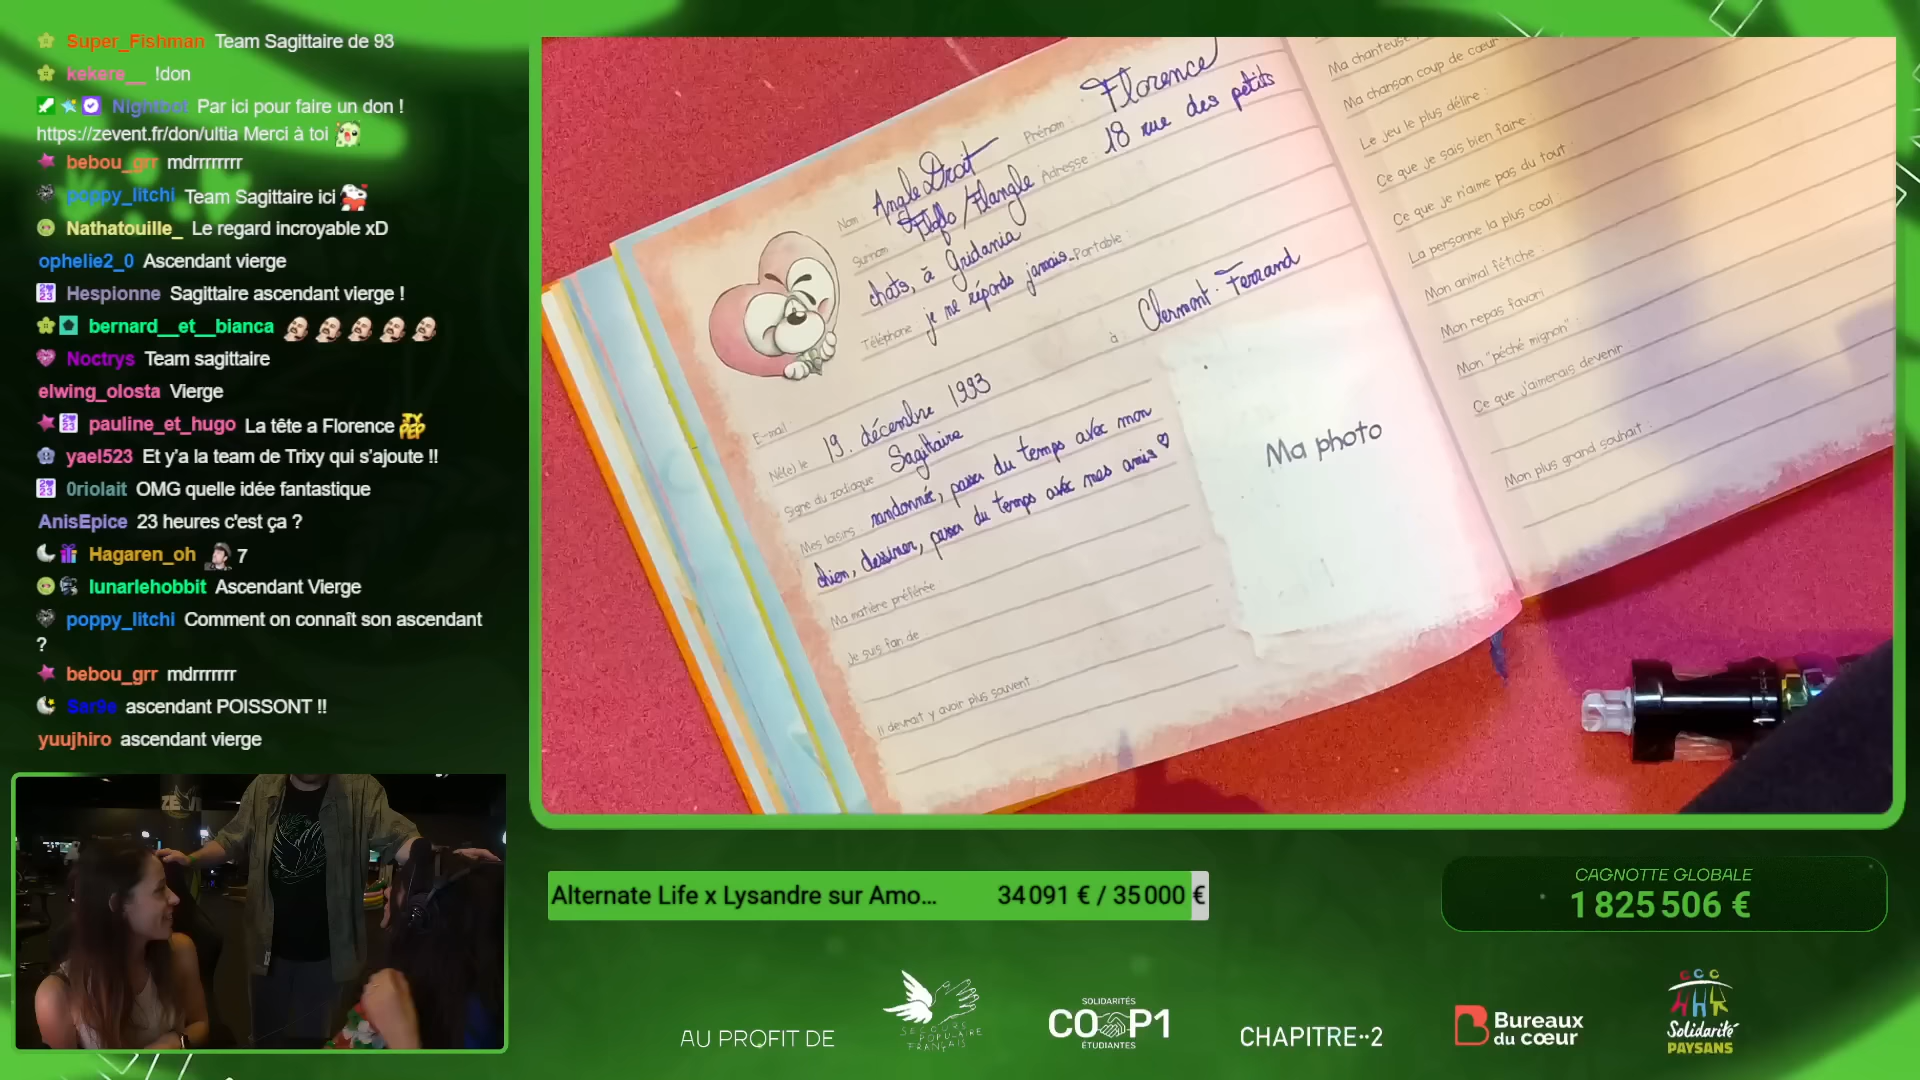 Super_Fishman Team Sagittaire de 93
kekere__ !don
Nightbot Par ici pour faire un don !
https://zevent.fr/don/ultia Merci à toi
bebou_grr mdrrrrrrrr
poppy_litchi Team Sagittaire ici
Nathatouille_ Le regard incroyable xD
ophelie2_0 Ascendant vierge
Hespionne Sagittaire ascendant vierge !
bernard__et__bianca
Noctrys Team sagittaire
elwing_olosta Vierge
pauline_et_hugo La tête a Florence
yael523 Et y'a la team de Trixy qui s'ajoute !!
0riolait OMG quelle idée fantastique
AnisEpice 23 heures c'est ça ?
Hagaren_oh 7
lunarlehobbit Ascendant Vierge
poppy_litchi Comment on connaît son ascendant
?
bebou_grr mdrrrrrrr
Sar9e ascendant POISSONT !!
yuujhiro ascendant vierge
Nom Angle Droit Prénom : Florence
Surnom Floflo / Flangle Adresse : 18 rue des petits
chats, à Gridania
Téléphone je ne réponds jamais Portable :
E-mail :
Né(e) le 19 décembre 1993 à Clermont-Ferrand
Signe du zodiaque Sagittaire
Mes loisirs randonnée, passer du temps avec mon
chien, dessiner, passer du temps avec mes amis ♡
Ma matière préférée
Je suis fan de
Il devrait y avoir plus souvent :
Ma photo
Ma chanteuse
Ma chanson coup de cœur
Le jeu le plus délire :
Ce que je sais bien faire :
Ce que je n'aime pas du tout :
La personne la plus cool :
Mon animal fétiche :
Mon repas favori
Mon "péché mignon" :
Ce que j'aimerais devenir :
Mon plus grand souhait :
Alternate Life x Lysandre sur Amo... 34 091 € / 35 000 €
CAGNOTTE GLOBALE
1 825 506 €
AU PROFIT DE
SECOURS
POPULAIRE
FRANÇAIS
SOLIDARITÉS
CO P1
ÉTUDIANTES
CHAPITRE··2
Bureaux
du cœur
Solidarité
PAYSANS